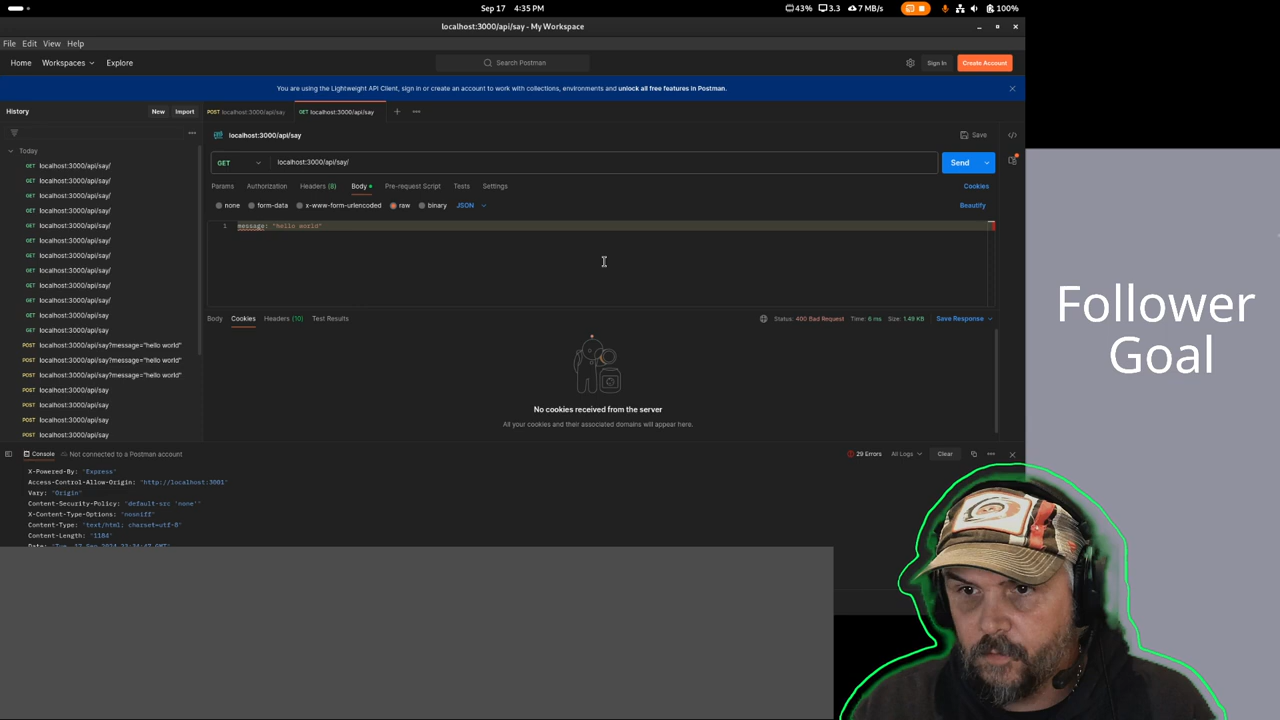 Sep 17 4:35 PM
43% 3.3 7 MB/s 100%
localhost:3000/api/say - My Workspace
File Edit View Help
Home Workspaces Explore
Search Postman
Sign In Create Account
You are using the Lightweight API Client, sign in or create an account to work with collections, environments and unlock all free features in Postman.
History New Import
POST localhost:3000/api/say GET localhost:3000/api/say
localhost:3000/api/say
Save
Today
GET localhost:3000/api/say/
Send
Params Authorization Headers (8) Body Pre-request Script Tests Settings Cookies
none form-data x-www-form-urlencoded raw binary JSON Beautify
1 message: "hello world"
GET localhost:3000/api/say/
GET localhost:3000/api/say/
GET localhost:3000/api/say/
GET localhost:3000/api/say/
GET localhost:3000/api/say/
GET localhost:3000/api/say/
GET localhost:3000/api/say/
GET localhost:3000/api/say/
GET localhost:3000/api/say/
GET localhost:3000/api/say/
GET localhost:3000/api/say
GET localhost:3000/api/say
POST localhost:3000/api/say?message="hello world"
POST localhost:3000/api/say?message="hello world"
POST localhost:3000/api/say?message="hello world"
POST localhost:3000/api/say
POST localhost:3000/api/say
POST localhost:3000/api/say
POST localhost:3000/api/say
Body Cookies Headers (10) Test Results
Status: 400 Bad Request Time: 6 ms Size: 1.49 KB Save Response
No cookies received from the server
All your cookies and their associated domains will appear here.
Console Not connected to a Postman account
29 Errors All Logs Clear
X-Powered-By: "Express"
Access-Control-Allow-Origin: "http://localhost:3001"
Vary: "Origin"
Content-Security-Policy: "default-src 'none'"
X-Content-Type-Options: "nosniff"
Content-Type: "text/html; charset=utf-8"
Content-Length: "1184"
Follower
Goal